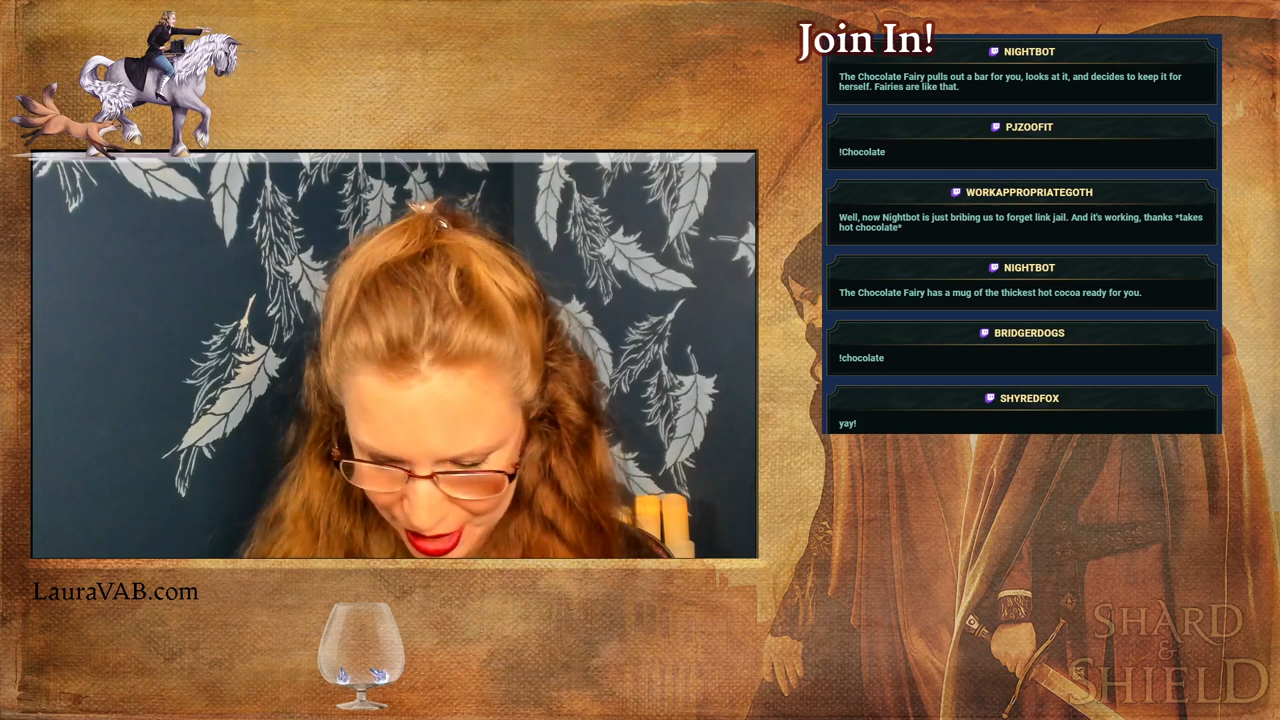 Join In!
NIGHTBOT
The Chocolate Fairy pulls out a bar for you, looks at it, and decides to keep it for
herself. Fairies are like that.
PJZOOFIT
!Chocolate
WORKAPPROPRIATEGOTH
Well, now Nightbot is just bribing us to forget link jail. And it's working, thanks *takes
hot chocolate*
NIGHTBOT
The Chocolate Fairy has a mug of the thickest hot cocoa ready for you.
BRIDGERDOGS
!chocolate
SHYREDFOX
yay!
LauraVAB.com
SHARD
&
SHIELD